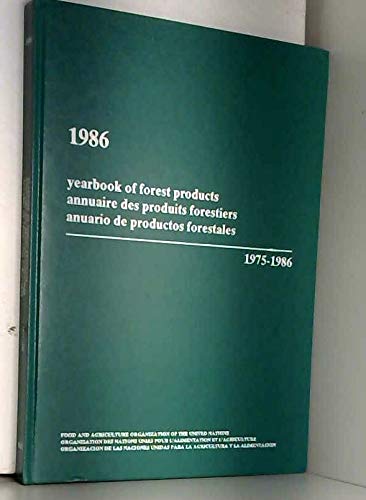 1986
yearbook of forest products
annuaire des produits forestiers
anuario de productos forestales
1975-1986
FOOD AND AGRICULTURE ORGANIZATION OF THE UNITED NATIONS
ORGANISATION DES NATIONS UNIES POUR L'ALIMENTATION ET L'AGRICULTURE
ORGANIZACION DE LAS NACIONES UNIDAS PARA LA AGRICULTURA Y LA ALIMENTACION